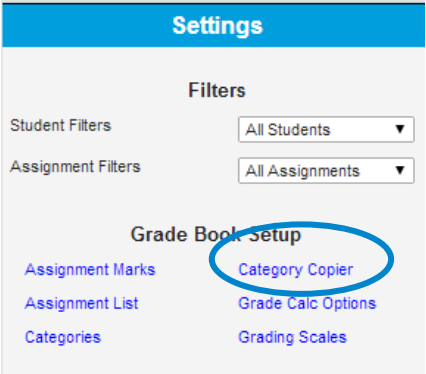 Settings
Filters
Student Filters All Students
Assignment Filters All Assignments
Grade Book Setup
Assignment Marks Category Copier
Assignment List Grade Calc Options
Categories Grading Scales